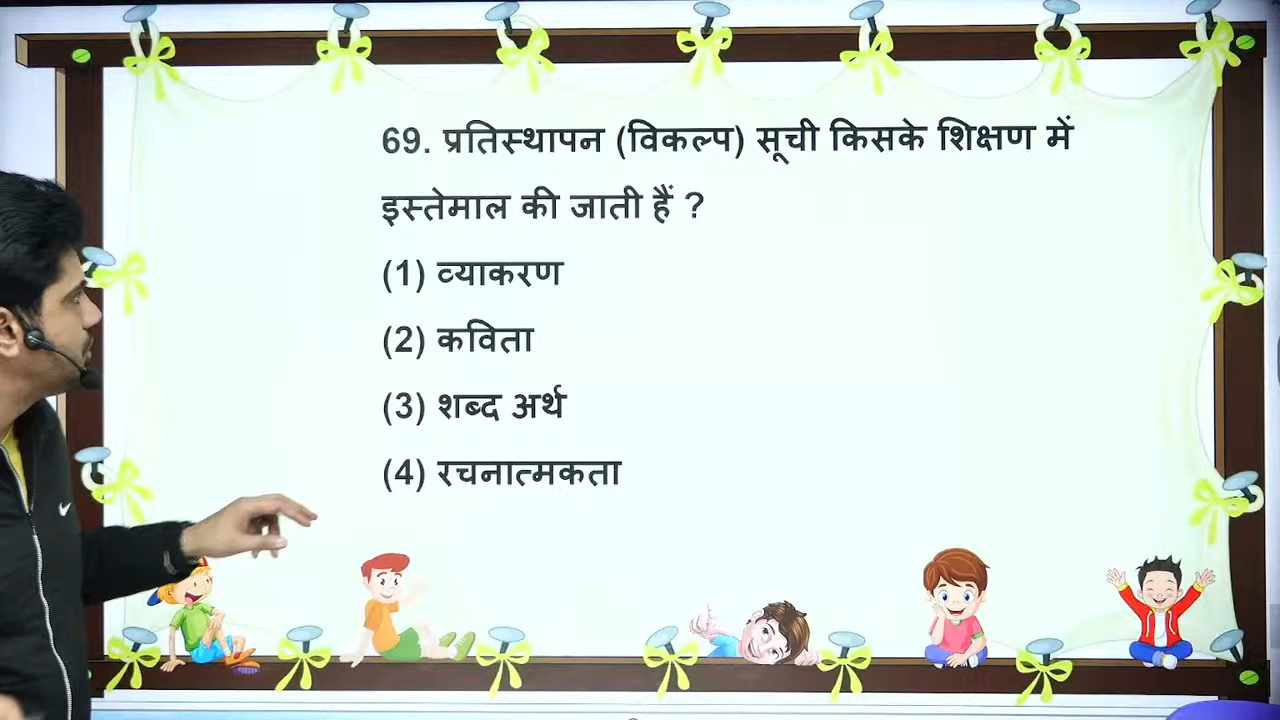 69. प्रतिस्थापन (विकल्प) सूची किसके शिक्षण में
इस्तेमाल की जाती हैं ?
(1) व्याकरण
(2) कविता
(3) शब्द अर्थ
(4) रचनात्मकता